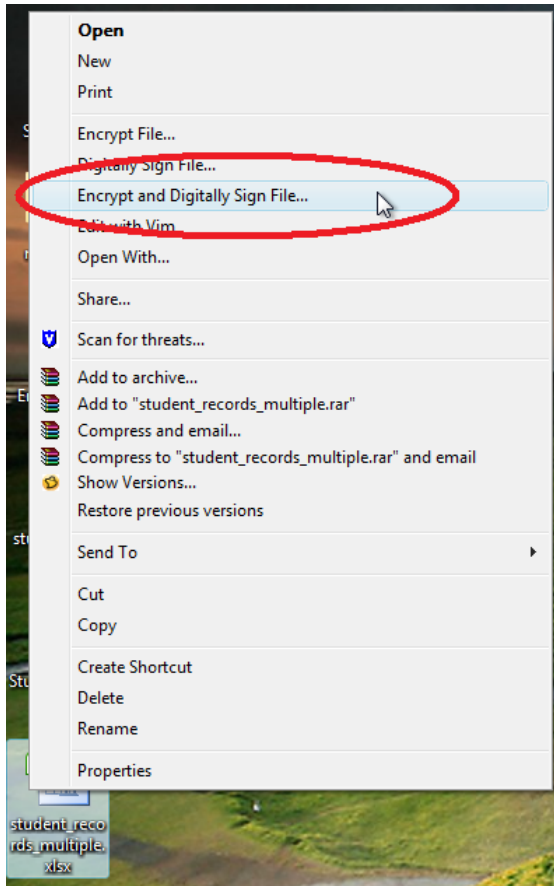 Open
New
Print
Encrypt File...
Digitally Sign File...
Encrypt and Digitally Sign File...
Edit with Vim
Open With...
Share...
Scan for threats...
Add to archive...
Add to "student_records_multiple.rar"
Compress and email...
Compress to "student_records_multiple.rar" and email
Show Versions...
Restore previous versions
Send To
Cut
Copy
Create Shortcut
Delete
Rename
Properties
student_reco
rds_multiple.
xlsx